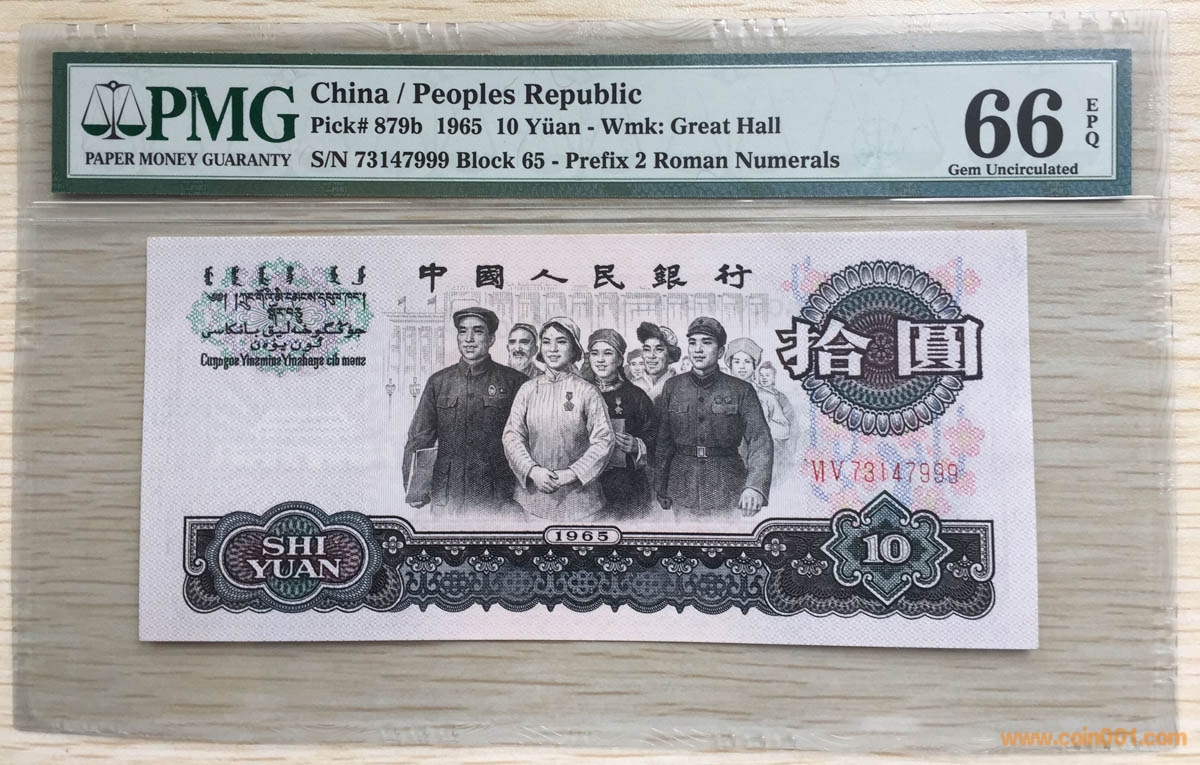 PMG
PAPER MONEY GUARANTY
China / Peoples Republic
Pick# 879b 1965 10 Yüan - Wmk: Great Hall
S/N 73147999 Block 65 - Prefix 2 Roman Numerals
66
EPQ
Gem Uncirculated
中國人民銀行
拾圓
VI V 73147999
1965
SHI
YUAN
10
www.coin001.com